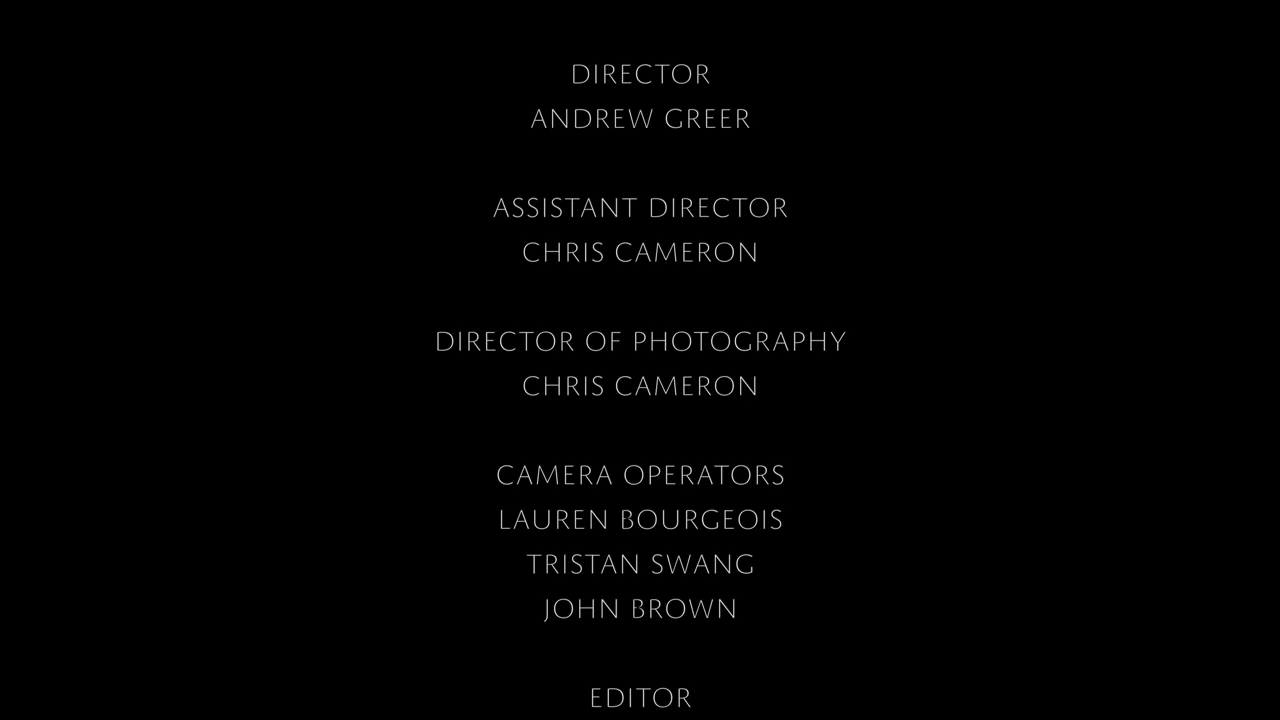 DIRECTOR
ANDREW GREER
ASSISTANT DIRECTOR
CHRIS CAMERON
DIRECTOR OF PHOTOGRAPHY
CHRIS CAMERON
CAMERA OPERATORS
LAUREN BOURGEOIS
TRISTAN SWANG
JOHN BROWN
EDITOR